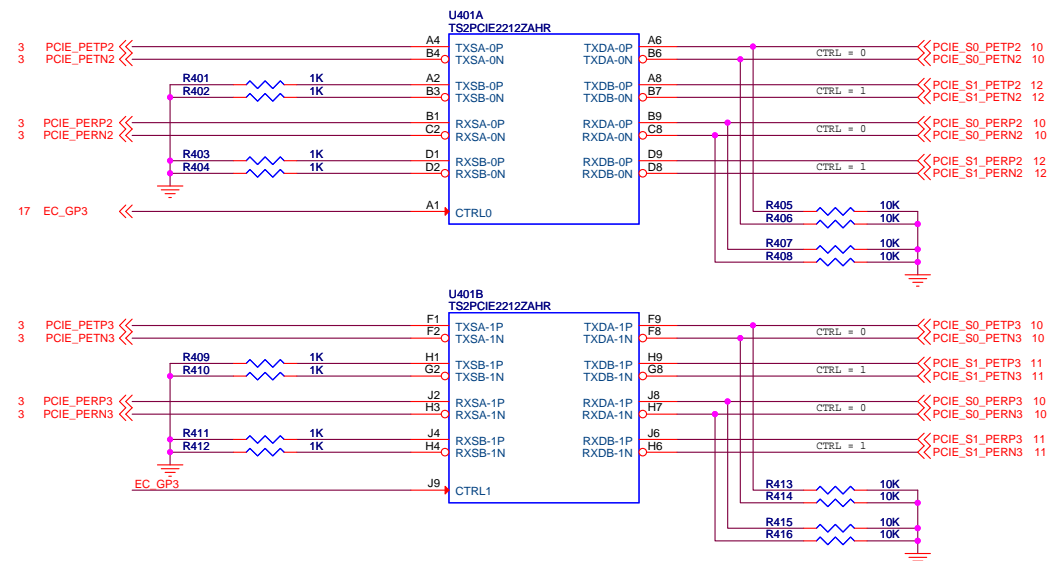 U401A
TS2PCIE2212ZAHR
3 PCIE_PETP2 A4 TXSA-0P TXDA-0P A6 PCIE_S0_PETP2 10
CTRL = 0
3 PCIE_PETN2 B4 TXSA-0N TXDA-0N B6 PCIE_S0_PETN2 10
R401 1K A2 TXSB-0P TXDB-0P A8 PCIE_S1_PETP2 12
CTRL = 1
R402 1K B3 TXSB-0N TXDB-0N B7 PCIE_S1_PETN2 12
3 PCIE_PERP2 B1 RXSA-0P RXDA-0P B9 PCIE_S0_PERP2 10
CTRL = 0
3 PCIE_PERN2 C2 RXSA-0N RXDA-0N C8 PCIE_S0_PERN2 10
R403 1K D1 RXSB-0P RXDB-0P D9 PCIE_S1_PERP2 12
CTRL = 1
R404 1K D2 RXSB-0N RXDB-0N D8 PCIE_S1_PERN2 12
17 EC_GP3 A1 CTRL0
R405 10K
R406 10K
R407 10K
R408 10K
U401B
TS2PCIE2212ZAHR
3 PCIE_PETP3 F1 TXSA-1P TXDA-1P F9 PCIE_S0_PETP3 10
CTRL = 0
3 PCIE_PETN3 F2 TXSA-1N TXDA-1N F8 PCIE_S0_PETN3 10
R409 1K H1 TXSB-1P TXDB-1P H9 PCIE_S1_PETP3 11
CTRL = 1
R410 1K G2 TXSB-1N TXDB-1N G8 PCIE_S1_PETN3 11
3 PCIE_PERP3 J2 RXSA-1P RXDA-1P J8 PCIE_S0_PERP3 10
CTRL = 0
3 PCIE_PERN3 H3 RXSA-1N RXDA-1N H7 PCIE_S0_PERN3 10
R411 1K J4 RXSB-1P RXDB-1P J6 PCIE_S1_PERP3 11
CTRL = 1
R412 1K H4 RXSB-1N RXDB-1N H6 PCIE_S1_PERN3 11
EC_GP3 J9 CTRL1
R413 10K
R414 10K
R415 10K
R416 10K